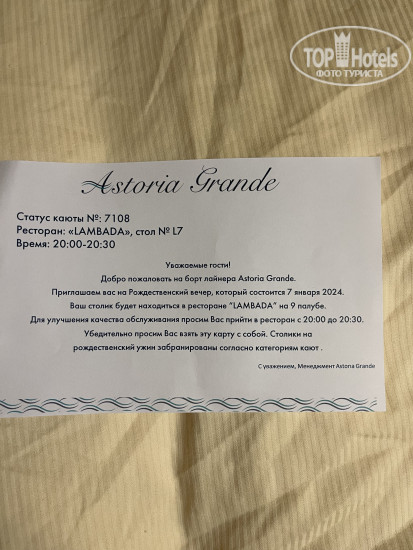 TOP Hotels
ФОТО ТУРИСТА
Astoria Grande
Статус каюты №: 7108
Ресторан: «LAMBADA», стол № L7
Время: 20:00-20:30
Уважаемые гости!
Добро пожаловать на борт лайнера Astoria Grande.
Приглашаем вас на Рождественский вечер, который состоится 7 января 2024.
Ваш столик будет находиться в ресторане "LAMBADA" на 9 палубе.
Для улучшения качества обслуживания просим Вас прийти в ресторан с 20:00 до 20:30.
Убедительно просим Вас взять эту карту с собой. Столики на
рождественский ужин забранированы согласно категориям кают .
С уважением, Менеджмент Astoria Grande